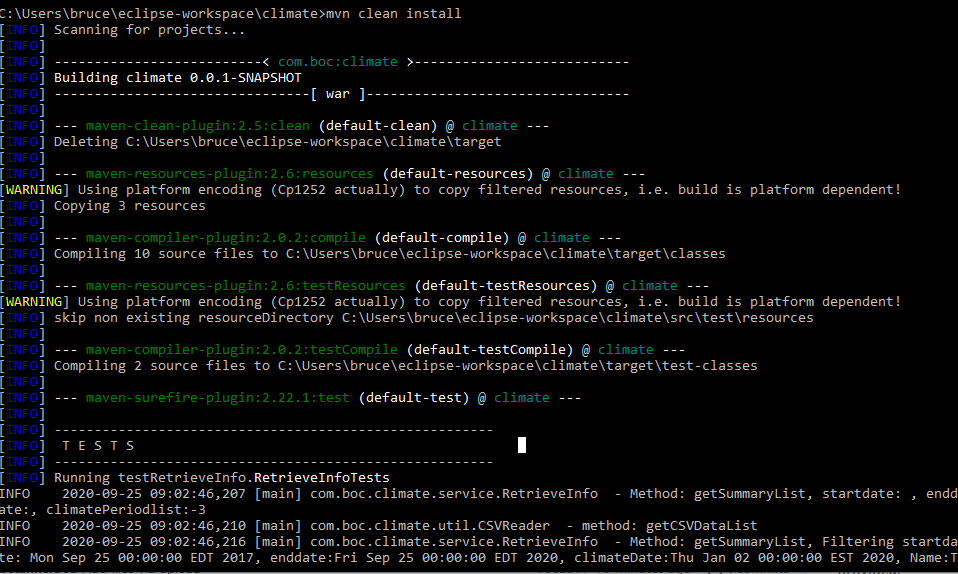 C:\Users\bruce\eclipse-workspace\climate>mvn clean install
[INFO] Scanning for projects...
[INFO]
[INFO] --------------------------< com.boc:climate >---------------------------
[INFO] Building climate 0.0.1-SNAPSHOT
[INFO] --------------------------------[ war ]---------------------------------
[INFO]
[INFO] --- maven-clean-plugin:2.5:clean (default-clean) @ climate ---
[INFO] Deleting C:\Users\bruce\eclipse-workspace\climate\target
[INFO]
[INFO] --- maven-resources-plugin:2.6:resources (default-resources) @ climate ---
[WARNING] Using platform encoding (Cp1252 actually) to copy filtered resources, i.e. build is platform dependent!
[INFO] Copying 3 resources
[INFO]
[INFO] --- maven-compiler-plugin:2.0.2:compile (default-compile) @ climate ---
[INFO] Compiling 10 source files to C:\Users\bruce\eclipse-workspace\climate\target\classes
[INFO]
[INFO] --- maven-resources-plugin:2.6:testResources (default-testResources) @ climate ---
[WARNING] Using platform encoding (Cp1252 actually) to copy filtered resources, i.e. build is platform dependent!
[INFO] skip non existing resourceDirectory C:\Users\bruce\eclipse-workspace\climate\src\test\resources
[INFO]
[INFO] --- maven-compiler-plugin:2.0.2:testCompile (default-testCompile) @ climate ---
[INFO] Compiling 2 source files to C:\Users\bruce\eclipse-workspace\climate\target\test-classes
[INFO]
[INFO] --- maven-surefire-plugin:2.22.1:test (default-test) @ climate ---
[INFO]
[INFO] -------------------------------------------------------
[INFO]  T E S T S
[INFO] -------------------------------------------------------
[INFO] Running testRetrieveInfo.RetrieveInfoTests
INFO    2020-09-25 09:02:46,207 [main] com.boc.climate.service.RetrieveInfo  - Method: getSummaryList, startdate: , endd
ate:, climatePeriodlist:-3
INFO    2020-09-25 09:02:46,210 [main] com.boc.climate.util.CSVReader  - method: getCSVDataList
INFO    2020-09-25 09:02:46,216 [main] com.boc.climate.service.RetrieveInfo  - Method: getSummaryList, Filtering startda
te: Mon Sep 25 00:00:00 EDT 2017, enddate:Fri Sep 25 00:00:00 EDT 2020, climateDate:Thu Jan 02 00:00:00 EST 2020, Name:T